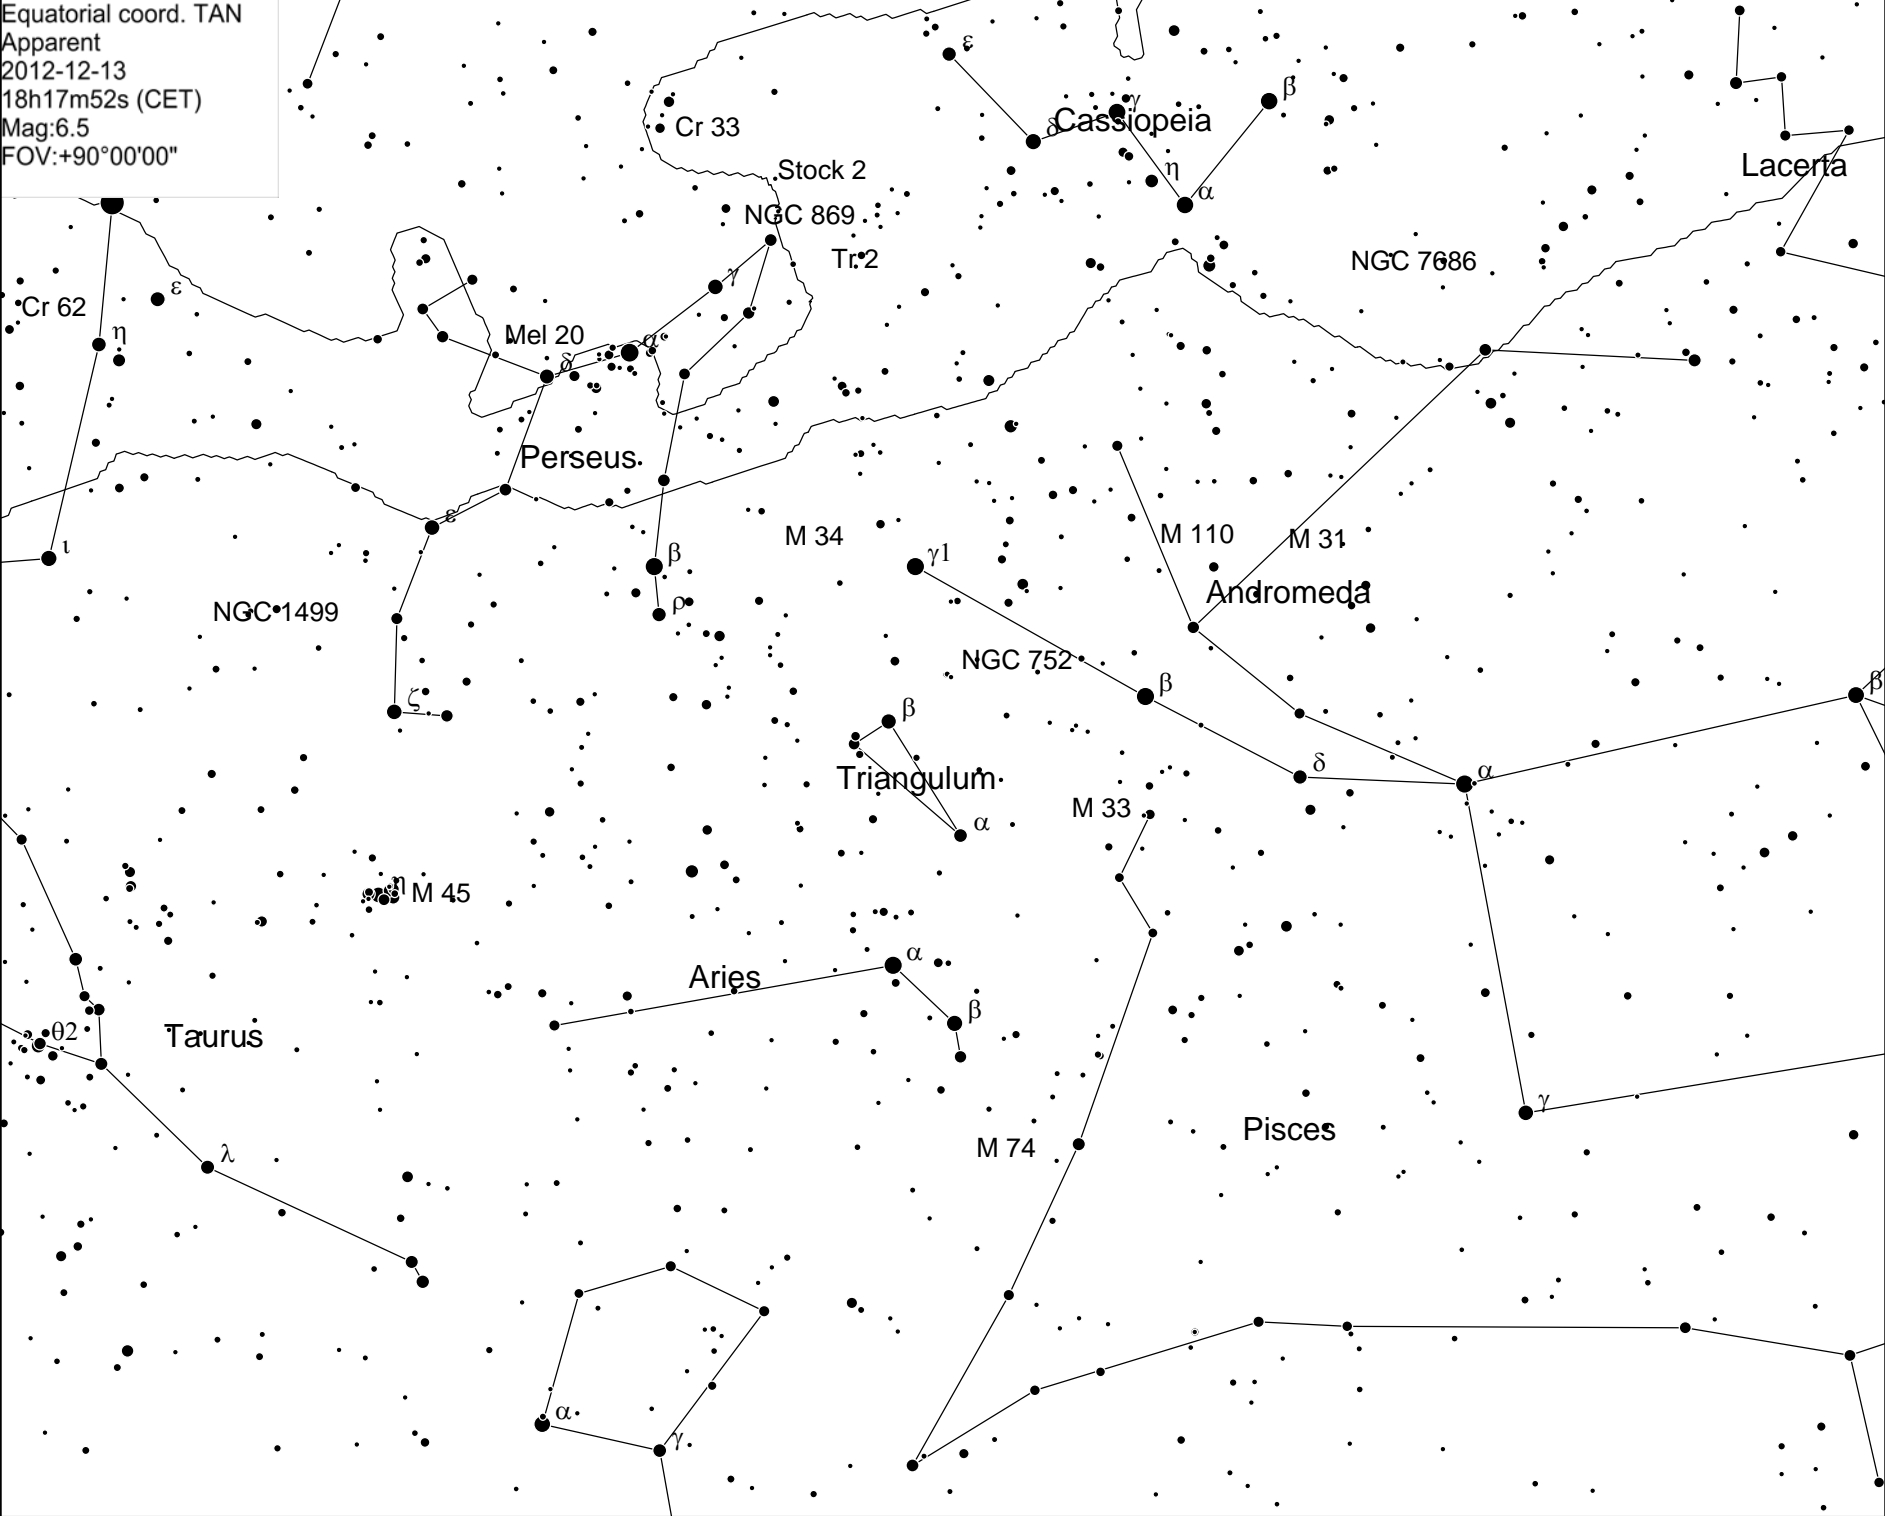 Equatorial coord. TAN
Apparent
2012-12-13
18h17m52s (CET)
Mag:6.5
FOV:+90°00'00"
ε
β
γ
Cassiopeia
δ
Cr 33
Lacerta
Stock 2
η
α
NGC 869
Tr 2
NGC 7686
γ
ε
Cr 62
η
Mel 20
α
δ
Perseus
ε
M 34
M 110
M 31
ι
β
γ1
Andromeda
ρ
NGC 1499
NGC 752
β
β
ζ
β
δ
α
Triangulum
M 33
α
η
M 45
α
Aries
β
θ2
Taurus
γ
Pisces
M 74
λ
α
γ